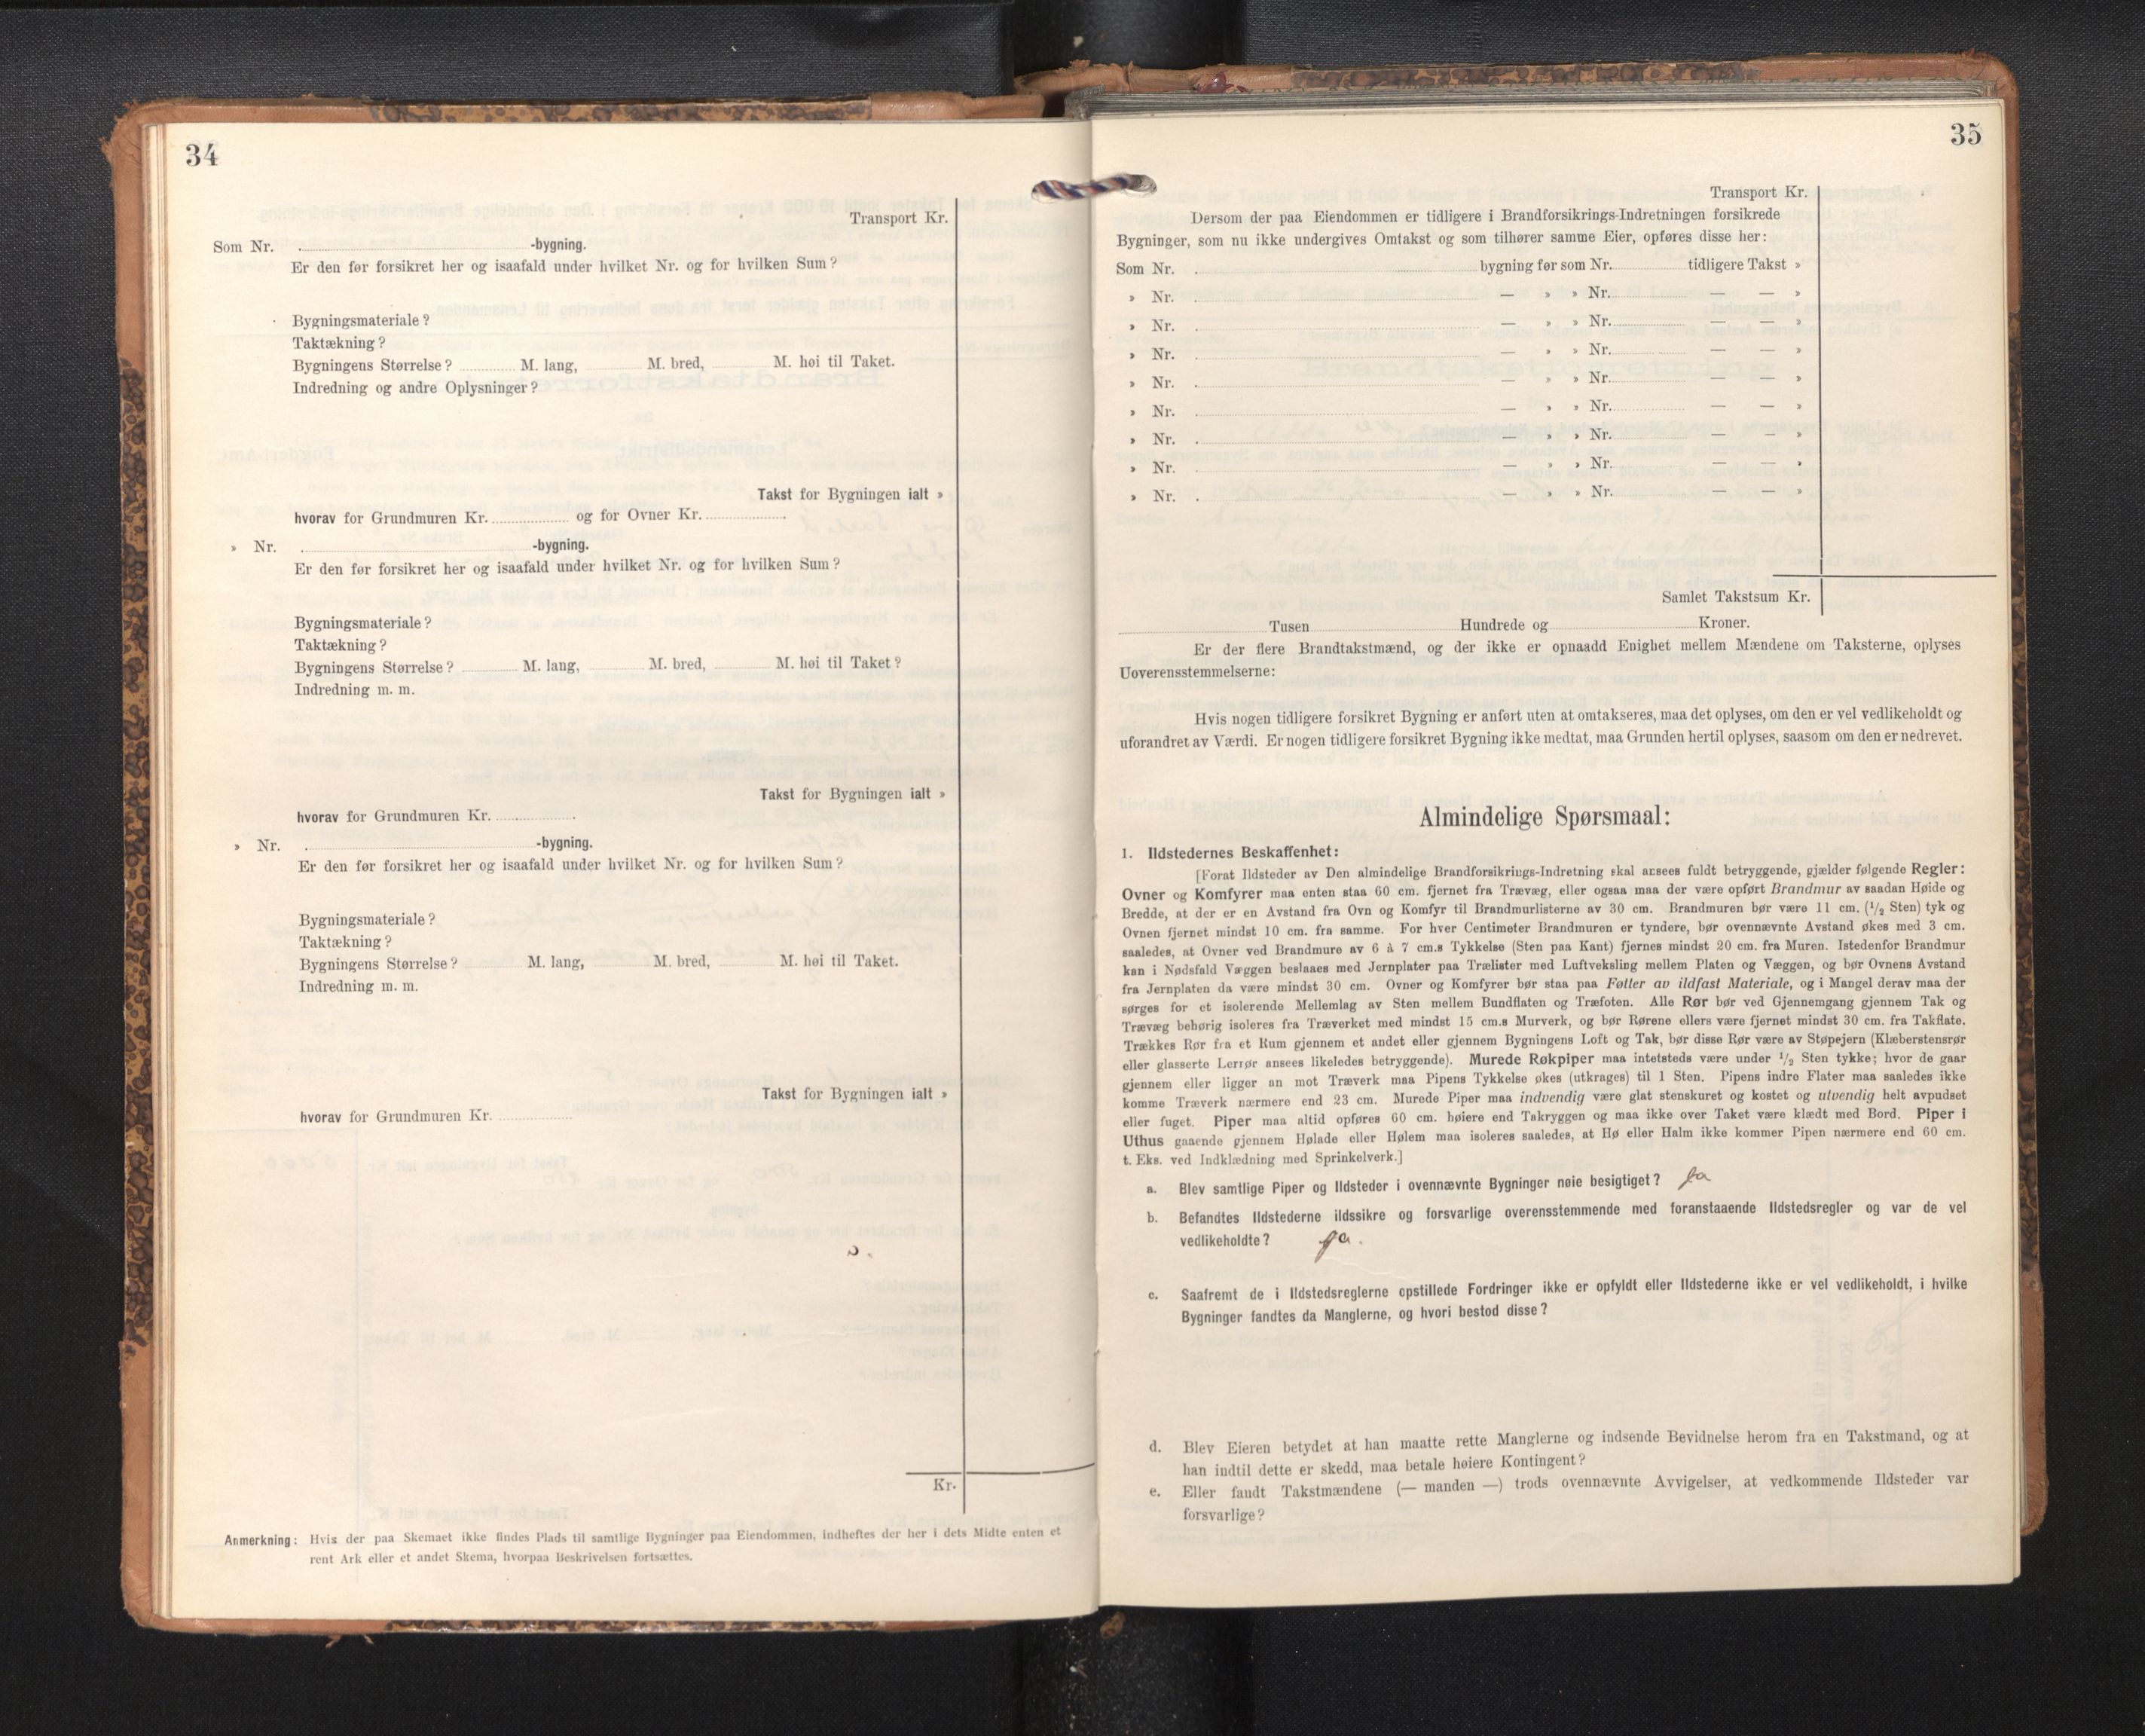 34
Transport Kr.
Som Nr. -bygning.
Er den før forsikret her og isaafald under hvilket Nr. og for hvilken Sum?
Bygningsmateriale?
Taktækning?
Bygningens Størrelse? M. lang, M. bred, M. høi til Taket.
Indredning og andre Oplysninger?
Takst for Bygningen ialt »
hvorav for Grundmuren Kr. og for Ovner Kr.
» Nr. -bygning.
Er den før forsikret her og isaafald under hvilket Nr. og for hvilken Sum?
Bygningsmateriale?
Taktækning?
Bygningens Størrelse? M. lang, M. bred, M. høi til Taket?
Indredning m. m.
Takst for Bygningen ialt »
hvorav for Grundmuren Kr.
» Nr. -bygning.
Er den før forsikret her og isaafald under hvilket Nr. og for hvilken Sum?
Bygningsmateriale?
Taktækning?
Bygningens Størrelse? M. lang, M. bred, M. høi til Taket.
Indredning m. m.
Takst for Bygningen ialt »
hvorav for Grundmuren Kr.
Kr.
Anmerkning: Hvis der paa Skemaet ikke findes Plads til samtlige Bygninger paa Eiendommen, indheftes der her i dets Midte enten et
rent Ark eller et andet Skema, hvorpaa Beskrivelsen fortsættes.
35
Transport Kr.
Dersom der paa Eiendommen er tidligere i Brandforsikrings-Indretningen forsikrede
Bygninger, som nu ikke undergives Omtakst og som tilhører samme Eier, opføres disse her:
Som Nr. bygning før som Nr. tidligere Takst »
» Nr. — » » Nr. — — »
» Nr. — » » Nr. — — »
» Nr. — » » Nr. — — »
» Nr. — » » Nr. — — »
» Nr. — » » Nr. — — »
» Nr. — » » Nr. — — »
» Nr. — » » Nr. — — »
» Nr. — » » Nr. — — »
Samlet Takstsum Kr.
Tusen Hundrede og Kroner.
Er der flere Brandtakstmænd, og der ikke er opnaadd Enighet mellem Mændene om Taksterne, oplyses
Uoverensstemmelserne:
Hvis nogen tidligere forsikret Bygning er anført uten at omtakseres, maa det oplyses, om den er vel vedlikeholdt og
uforandret av Værdi. Er nogen tidligere forsikret Bygning ikke medtat, maa Grunden hertil oplyses, saasom om den er nedrevet.
Almindelige Spørsmaal:
1. Ildstedernes Beskaffenhet:
[Forat Ildsteder av Den almindelige Brandforsikrings-Indretning skal ansees fuldt betryggende, gjælder følgende Regler:
Ovner og Komfyrer maa enten staa 60 cm. fjernet fra Trævæg, eller ogsaa maa der være opført Brandmur av saadan Høide og
Bredde, at der er en Avstand fra Ovn og Komfyr til Brandmurlisterne av 30 cm. Brandmuren bør være 11 cm. (1/2 Sten) tyk og
Ovnen fjernet mindst 10 cm. fra samme. For hver Centimeter Brandmuren er tyndere, bør ovennævnte Avstand økes med 3 cm.
saaledes, at Ovner ved Brandmure av 6 à 7 cm.s Tykkelse (Sten paa Kant) fjernes mindst 20 cm. fra Muren. Istedenfor Brandmur
kan i Nødsfald Væggen beslaaes med Jernplater paa Trælister med Luftveksling mellem Platen og Væggen, og bør Ovnens Avstand
fra Jernplaten da være mindst 30 cm. Ovner og Komfyrer bør staa paa Føtter av ildfast Materiale, og i Mangel derav maa der
sørges for et isolerende Mellemlag av Sten mellem Bundflaten og Træfoten. Alle Rør bør ved Gjennemgang gjennem Tak og
Trævæg behørig isoleres fra Træverket med mindst 15 cm.s Murverk, og bør Rørene ellers være fjernet mindst 30 cm. fra Takflate.
Trækkes Rør fra et Rum gjennem et andet eller gjennem Bygningens Loft og Tak, bør disse Rør være av Støpejern (Klæberstensrør
eller glasserte Lerrør ansees likeledes betryggende). Murede Røkpiper maa intetsteds være under 1/2 Sten tykke; hvor de gaar
gjennem eller ligger an mot Træverk maa Pipens Tykkelse økes (utkrages) til 1 Sten. Pipens indre Flater maa saaledes ikke
komme Træverk nærmere end 23 cm. Murede Piper maa indvendig være glat stenskuret og kostet og utvendig helt avpudset
eller fuget. Piper maa altid opføres 60 cm. høiere end Takryggen og maa ikke over Taket være klædt med Bord. Piper i
Uthus gaaende gjennem Hølade eller Hølem maa isoleres saaledes, at Hø eller Halm ikke kommer Pipen nærmere end 60 cm.
t. Eks. ved Indklædning med Sprinkelverk.]
a. Blev samtlige Piper og Ildsteder i ovennævnte Bygninger nøie besigtiget? Ja
b. Befandtes Ildstederne ildssikre og forsvarlige overensstemmende med foranstaaende Ildstedsregler og var de vel
vedlikeholdte? ja.
c. Saafremt de i Ildstedsreglerne opstillede Fordringer ikke er opfyldt eller Ildstederne ikke er vel vedlikeholdt, i hvilke
Bygninger fandtes da Manglerne, og hvori bestod disse?
d. Blev Eieren betydet at han maatte rette Manglerne og indsende Bevidnelse herom fra en Takstmand, og at
han indtil dette er skedd, maa betale høiere Kontingent?
e. Eller fandt Takstmændene (— manden —) trods ovennævnte Avvigelser, at vedkommende Ildsteder var
forsvarlige?